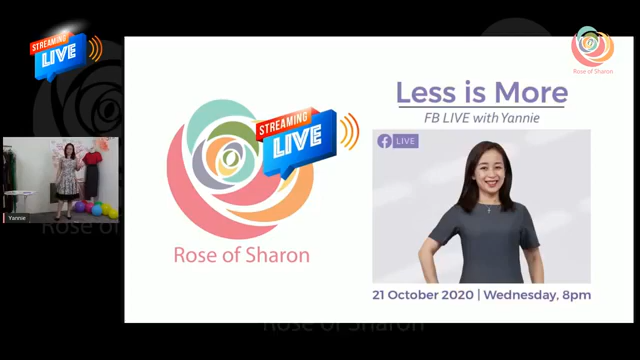 STREAMING
LIVE
Rose of Sharon
Less is More
FB LIVE with Yannie
LIVE
STREAMING
LIVE
Rose of Sharon
21 October 2020 | Wednesday, 8pm
Yannie
Rose of
Rose of Sharon